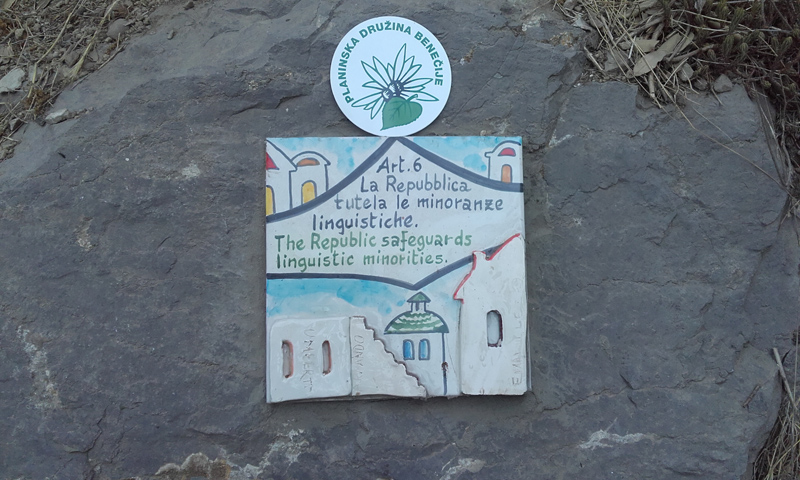 PLANINSKA DRUŽINA BENEČIJE
Art.6
La Repubblica
tutela le minoranze
linguistiche.
The Republic safeguards
linguistic minorities.